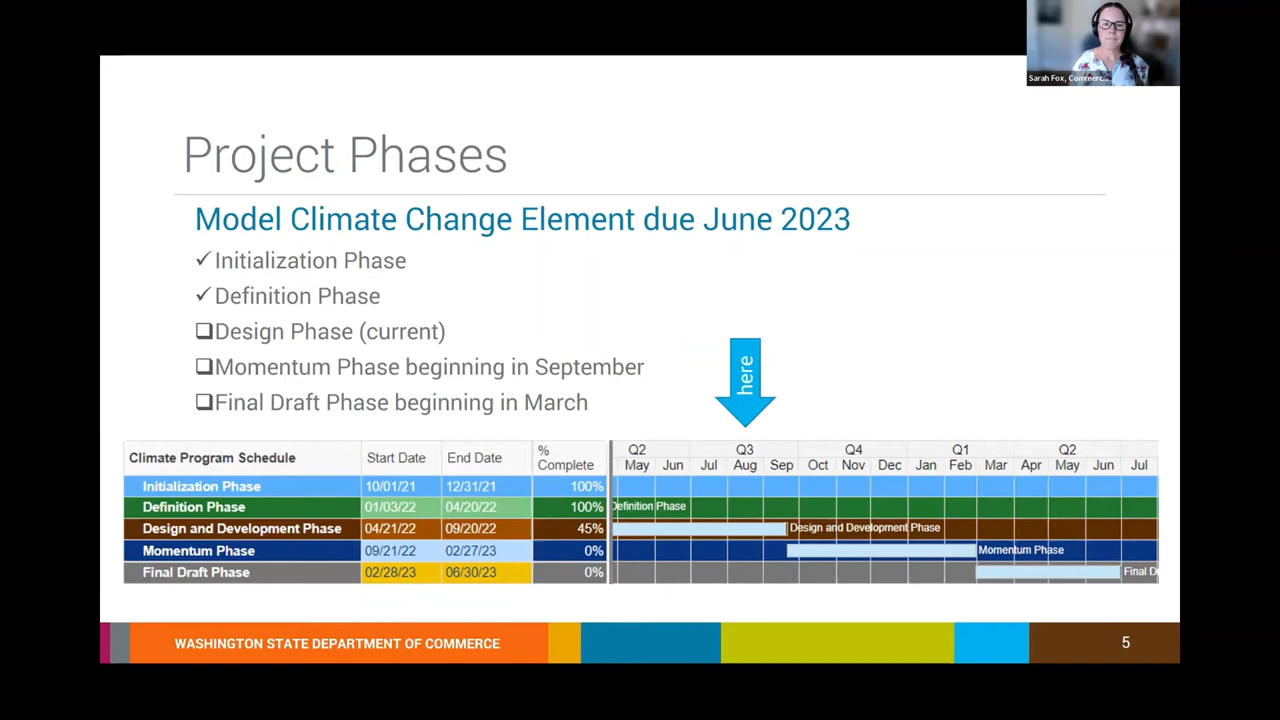 Sarah Fox, Commerc...
Project Phases
Model Climate Change Element due June 2023
Initialization Phase
Definition Phase
Design Phase (current)
Momentum Phase beginning in September
Final Draft Phase beginning in March
here
Climate Program Schedule Start Date End Date % Complete
Q2 Q3 Q4 Q1 Q2
May Jun Jul Aug Sep Oct Nov Dec Jan Feb Mar Apr May Jun Jul
Initialization Phase 10/01/21 12/31/21 100%
Definition Phase 01/03/22 04/20/22 100% Definition Phase
Design and Development Phase 04/21/22 09/20/22 45% Design and Development Phase
Momentum Phase 09/21/22 02/27/23 0% Momentum Phase
Final Draft Phase 02/28/23 06/30/23 0% Final D
WASHINGTON STATE DEPARTMENT OF COMMERCE
5